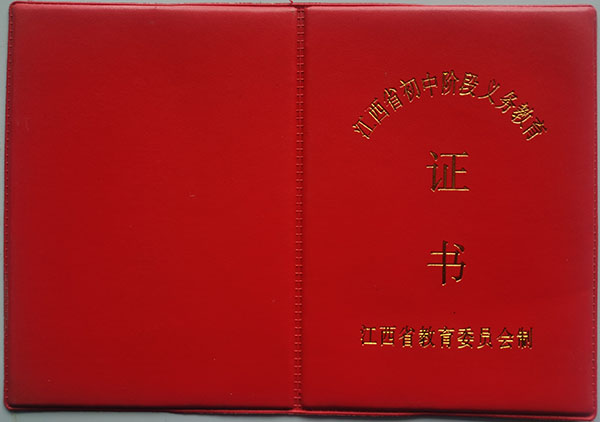 江西省初中阶段义务教育
证
书
江西省教育委员会制